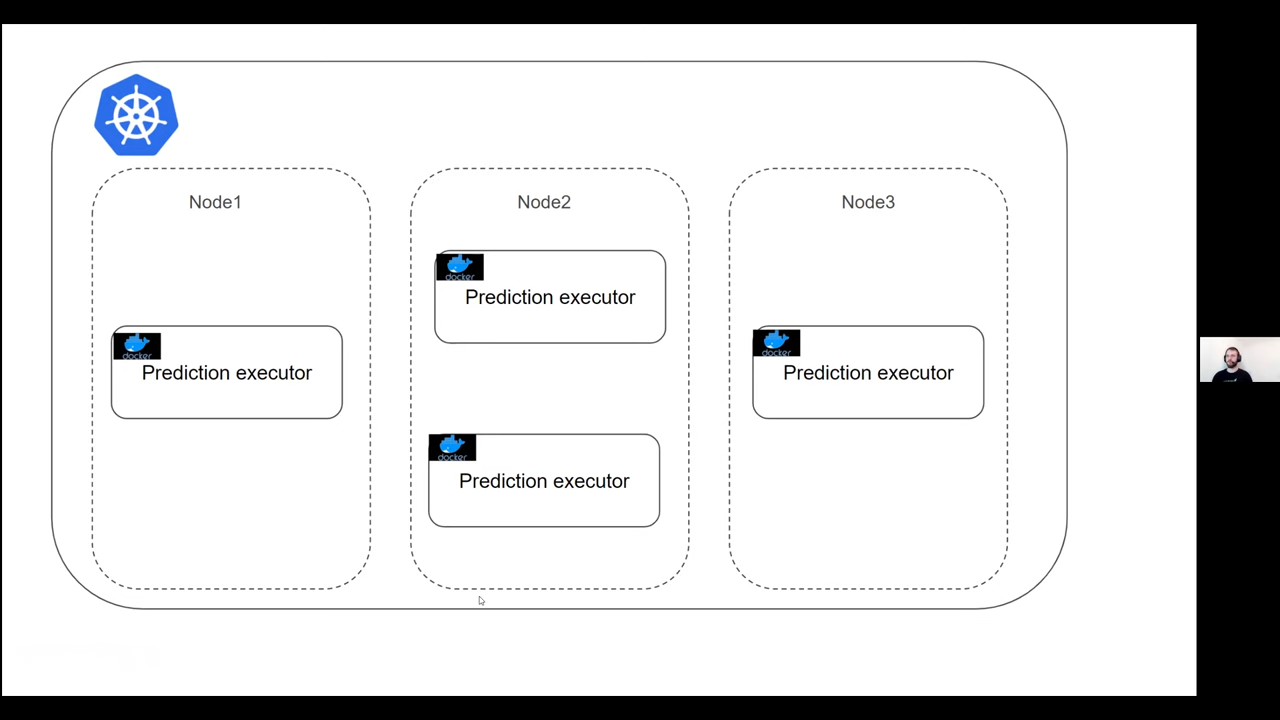 Node1
Node2
Node3
docker
Prediction executor
docker
Prediction executor
docker
Prediction executor
docker
Prediction executor